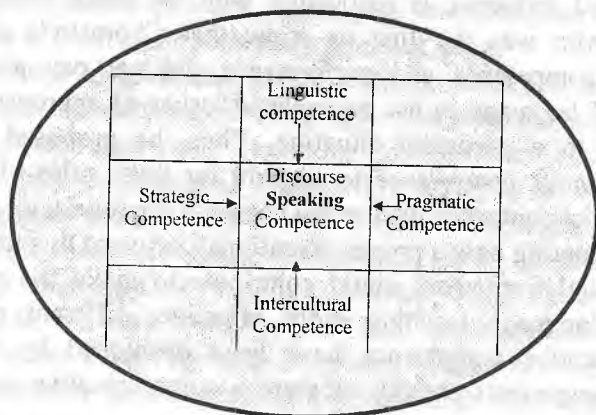 Linguistic
competence
Discourse
Strategic Speaking Pragmatic
Competence Competence Competence
Intercultural
Competence